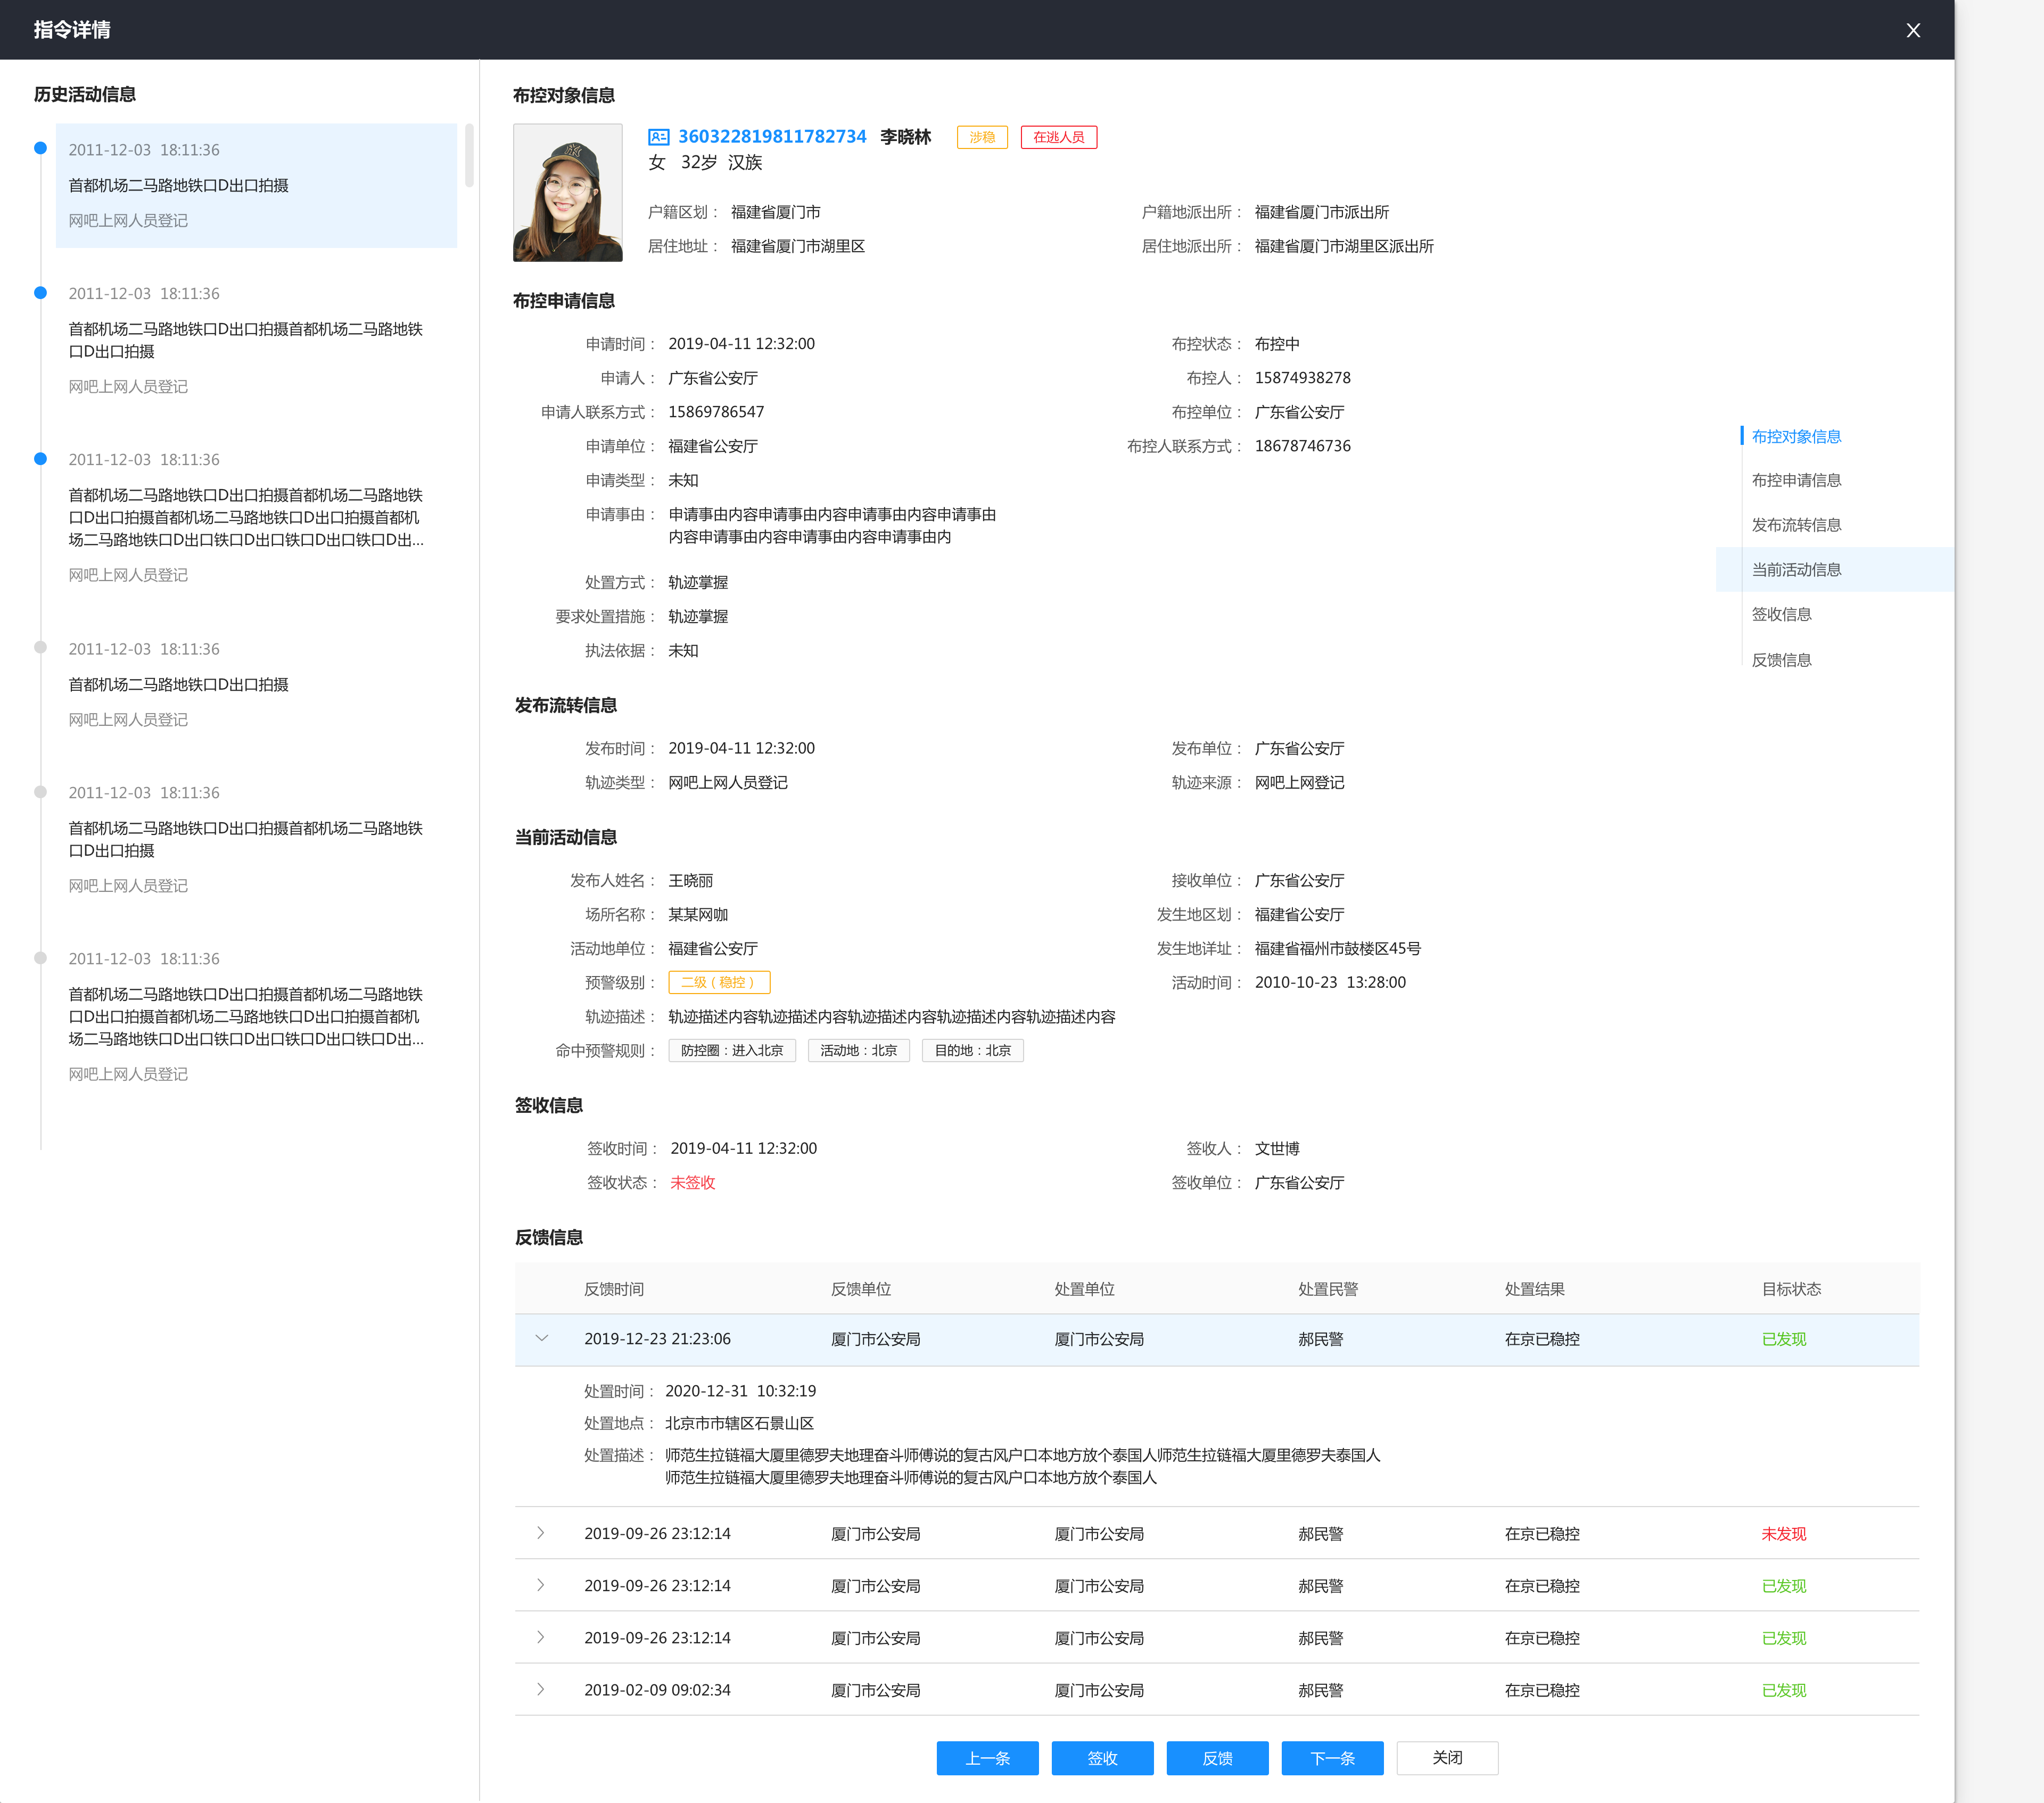 指令详情
历史活动信息
2011-12-03 18:11:36
首都机场二马路地铁口D出口拍摄
网吧上网人员登记
2011-12-03 18:11:36
首都机场二马路地铁口D出口拍摄首都机场二马路地铁
口D出口拍摄
网吧上网人员登记
2011-12-03 18:11:36
首都机场二马路地铁口D出口拍摄首都机场二马路地铁
口D出口拍摄首都机场二马路地铁口D出口拍摄首都机
场二马路地铁口D出口铁口D出口铁口D出口铁口D出...
网吧上网人员登记
2011-12-03 18:11:36
首都机场二马路地铁口D出口拍摄
网吧上网人员登记
2011-12-03 18:11:36
首都机场二马路地铁口D出口拍摄首都机场二马路地铁
口D出口拍摄
网吧上网人员登记
2011-12-03 18:11:36
首都机场二马路地铁口D出口拍摄首都机场二马路地铁
口D出口拍摄首都机场二马路地铁口D出口拍摄首都机
场二马路地铁口D出口铁口D出口铁口D出口铁口D出...
网吧上网人员登记
布控对象信息
360322819811782734 李晓林 涉稳 在逃人员
女 32岁 汉族
户籍区划： 福建省厦门市 户籍地派出所： 福建省厦门市派出所
居住地址： 福建省厦门市湖里区 居住地派出所： 福建省厦门市湖里区派出所
布控申请信息
申请时间： 2019-04-11 12:32:00 布控状态： 布控中
申请人： 广东省公安厅 布控人： 15874938278
申请人联系方式： 15869786547 布控单位： 广东省公安厅
申请单位： 福建省公安厅 布控人联系方式： 18678746736
申请类型： 未知
申请事由： 申请事由内容申请事由内容申请事由内容申请事由
内容申请事由内容申请事由内容申请事由内
处置方式： 轨迹掌握
要求处置措施： 轨迹掌握
执法依据： 未知
发布流转信息
发布时间： 2019-04-11 12:32:00 发布单位： 广东省公安厅
轨迹类型： 网吧上网人员登记 轨迹来源： 网吧上网登记
当前活动信息
发布人姓名： 王晓丽 接收单位： 广东省公安厅
场所名称： 某某网咖 发生地区划： 福建省公安厅
活动地单位： 福建省公安厅 发生地详址： 福建省福州市鼓楼区45号
预警级别： 二级（稳控） 活动时间： 2010-10-23 13:28:00
轨迹描述： 轨迹描述内容轨迹描述内容轨迹描述内容轨迹描述内容轨迹描述内容
命中预警规则： 防控圈：进入北京 活动地：北京 目的地：北京
签收信息
签收时间： 2019-04-11 12:32:00 签收人： 文世博
签收状态： 未签收 签收单位： 广东省公安厅
反馈信息
反馈时间 反馈单位 处置单位 处置民警 处置结果 目标状态
2019-12-23 21:23:06 厦门市公安局 厦门市公安局 郝民警 在京已稳控 已发现
处置时间： 2020-12-31 10:32:19
处置地点： 北京市市辖区石景山区
处置描述： 师范生拉链福大厦里德罗夫地理奋斗师傅说的复古风户口本地方放个泰国人师范生拉链福大厦里德罗夫泰国人
师范生拉链福大厦里德罗夫地理奋斗师傅说的复古风户口本地方放个泰国人
2019-09-26 23:12:14 厦门市公安局 厦门市公安局 郝民警 在京已稳控 未发现
2019-09-26 23:12:14 厦门市公安局 厦门市公安局 郝民警 在京已稳控 已发现
2019-09-26 23:12:14 厦门市公安局 厦门市公安局 郝民警 在京已稳控 已发现
2019-02-09 09:02:34 厦门市公安局 厦门市公安局 郝民警 在京已稳控 已发现
上一条 签收 反馈 下一条 关闭
布控对象信息
布控申请信息
发布流转信息
当前活动信息
签收信息
反馈信息